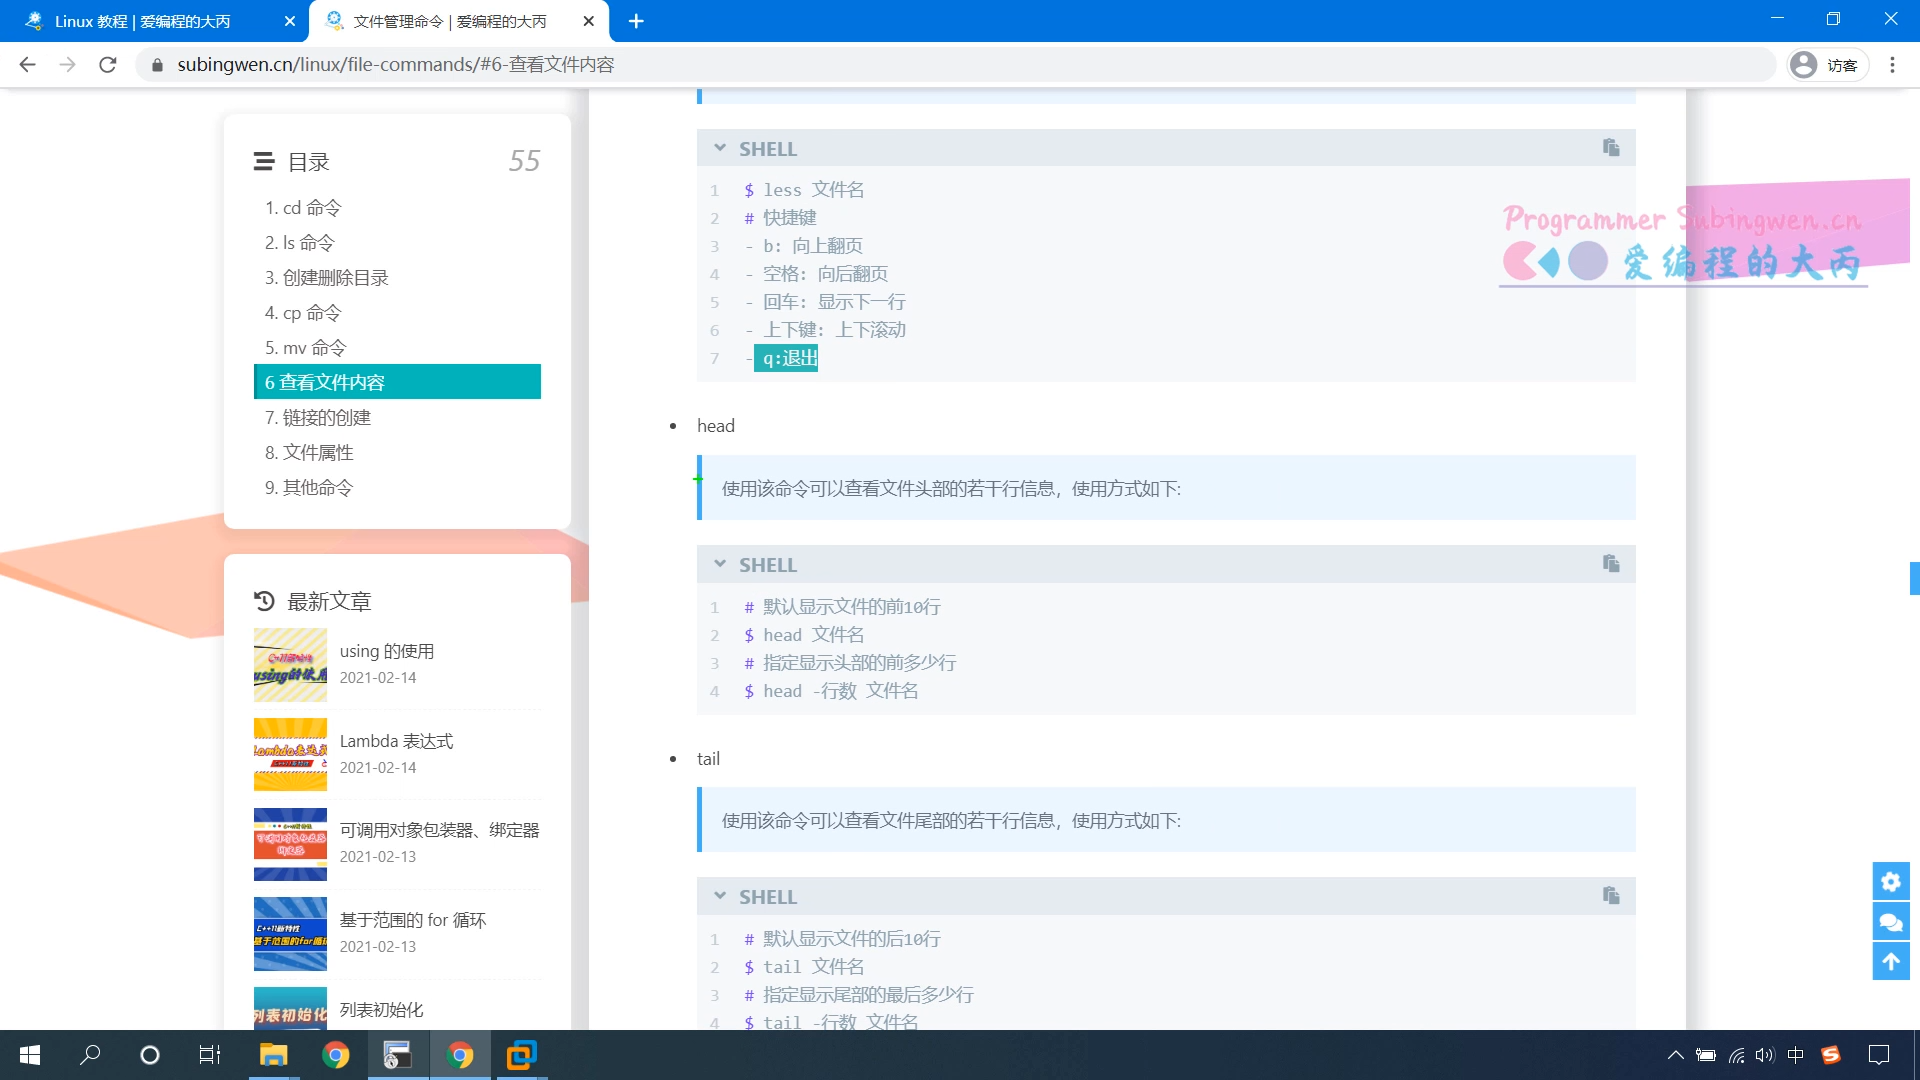 Linux 教程 | 爱编程的大丙
文件管理命令 | 爱编程的大丙
subingwen.cn/linux/file-commands/#6-查看文件内容
访客
目录
55
1. cd 命令
2. ls 命令
3. 创建删除目录
4. cp 命令
5. mv 命令
6 查看文件内容
7. 链接的创建
8. 文件属性
9. 其他命令
最新文章
using 的使用
2021-02-14
Lambda 表达式
2021-02-14
可调用对象包装器、绑定器
2021-02-13
C++11新特性
基于范围的 for 循环
2021-02-13
列表初始化
列表初始化
SHELL
1 $ less 文件名
2 # 快捷键
3 - b: 向上翻页
4 - 空格: 向后翻页
5 - 回车: 显示下一行
6 - 上下键: 上下滚动
7 - q:退出
head
使用该命令可以查看文件头部的若干行信息，使用方式如下:
SHELL
1 # 默认显示文件的前10行
2 $ head 文件名
3 # 指定显示头部的前多少行
4 $ head -行数 文件名
tail
使用该命令可以查看文件尾部的若干行信息，使用方式如下:
SHELL
1 # 默认显示文件的后10行
2 $ tail 文件名
3 # 指定显示尾部的最后多少行
4 $ tail -行数 文件名
Programmer Subingwen.cn
爱编程的大丙
中